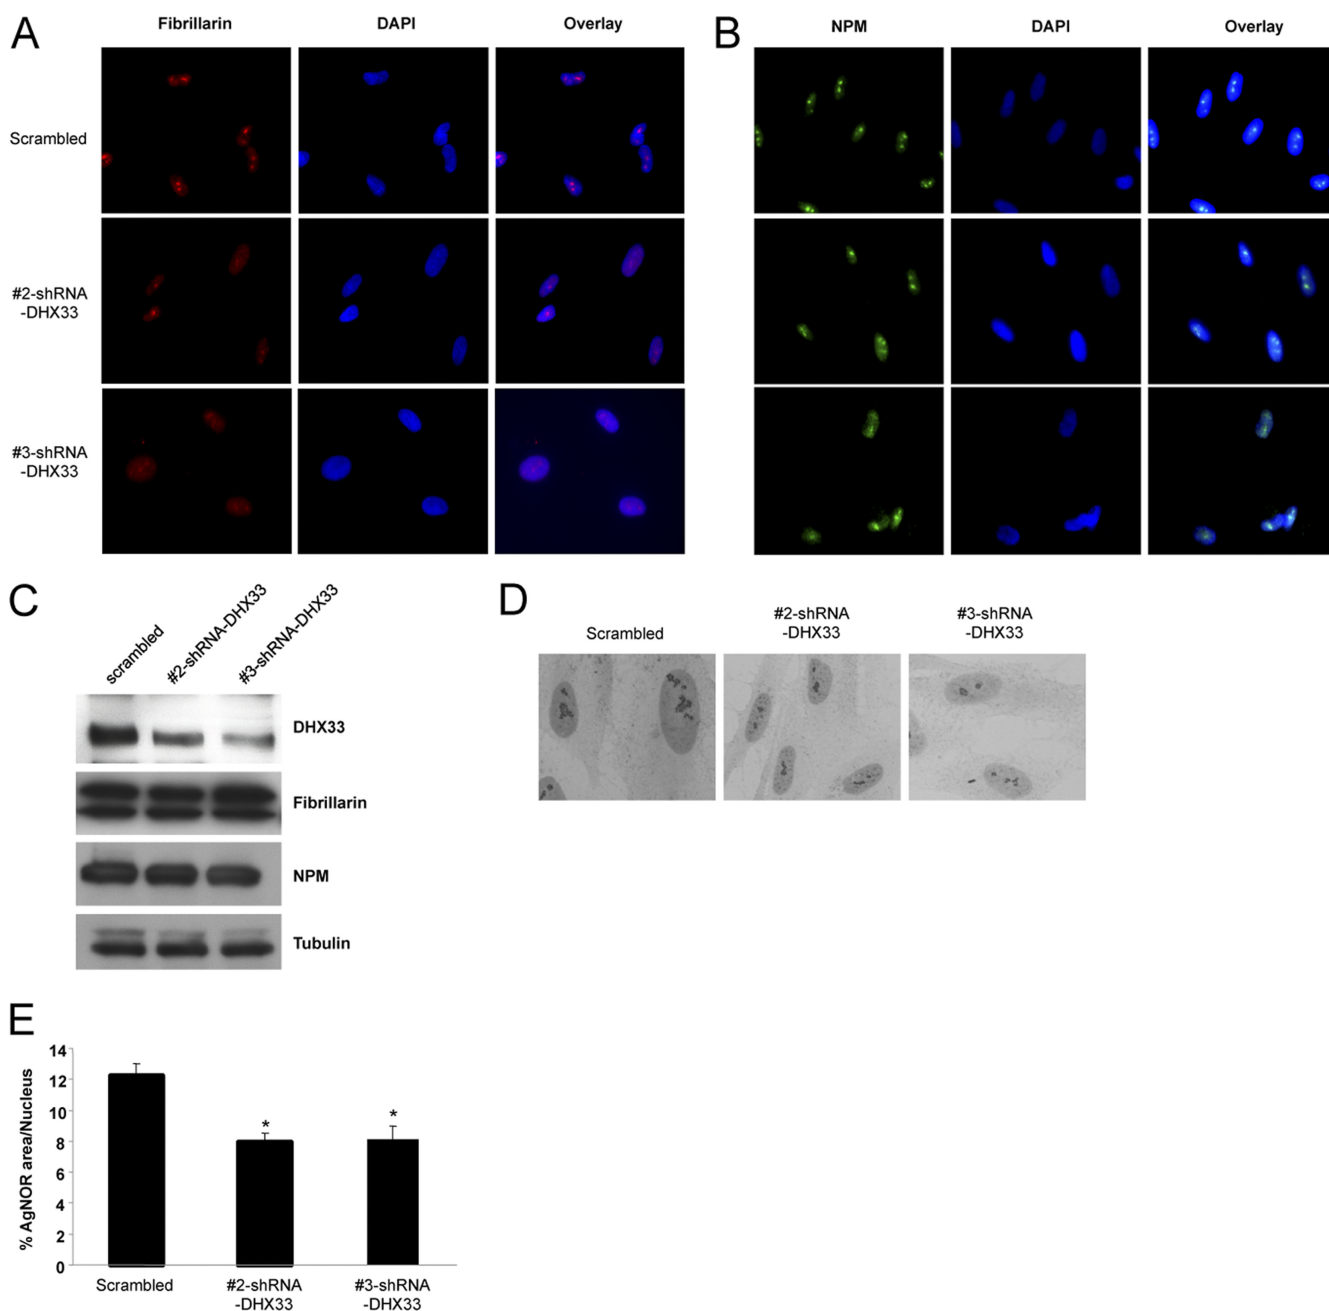 A
Fibrillarin
DAPI
Overlay
Scrambled
#2-shRNA
-DHX33
#3-shRNA
-DHX33
B
NPM
DAPI
Overlay
C
scrambled
#2-shRNA-DHX33
#3-shRNA-DHX33
DHX33
Fibrillarin
NPM
Tubulin
D
Scrambled
#2-shRNA
-DHX33
#3-shRNA
-DHX33
E
% AgNOR area/Nucleus
14
12
10
8
6
4
2
0
*
*
Scrambled
#2-shRNA
-DHX33
#3-shRNA
-DHX33